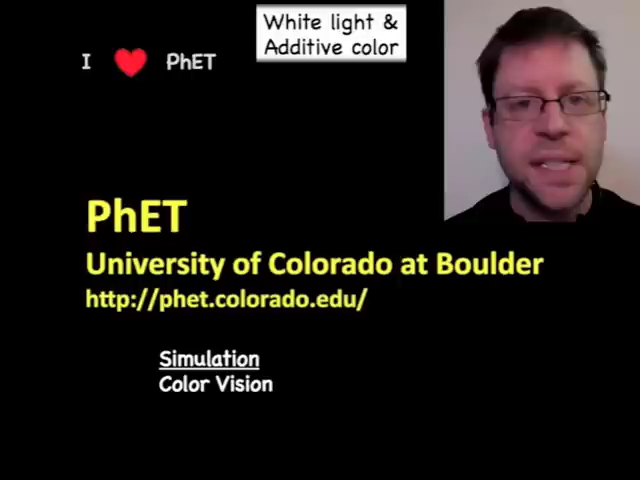 White light &
Additive color
I ❤ PhET
PhET
University of Colorado at Boulder
http://phet.colorado.edu/
Simulation
Color Vision